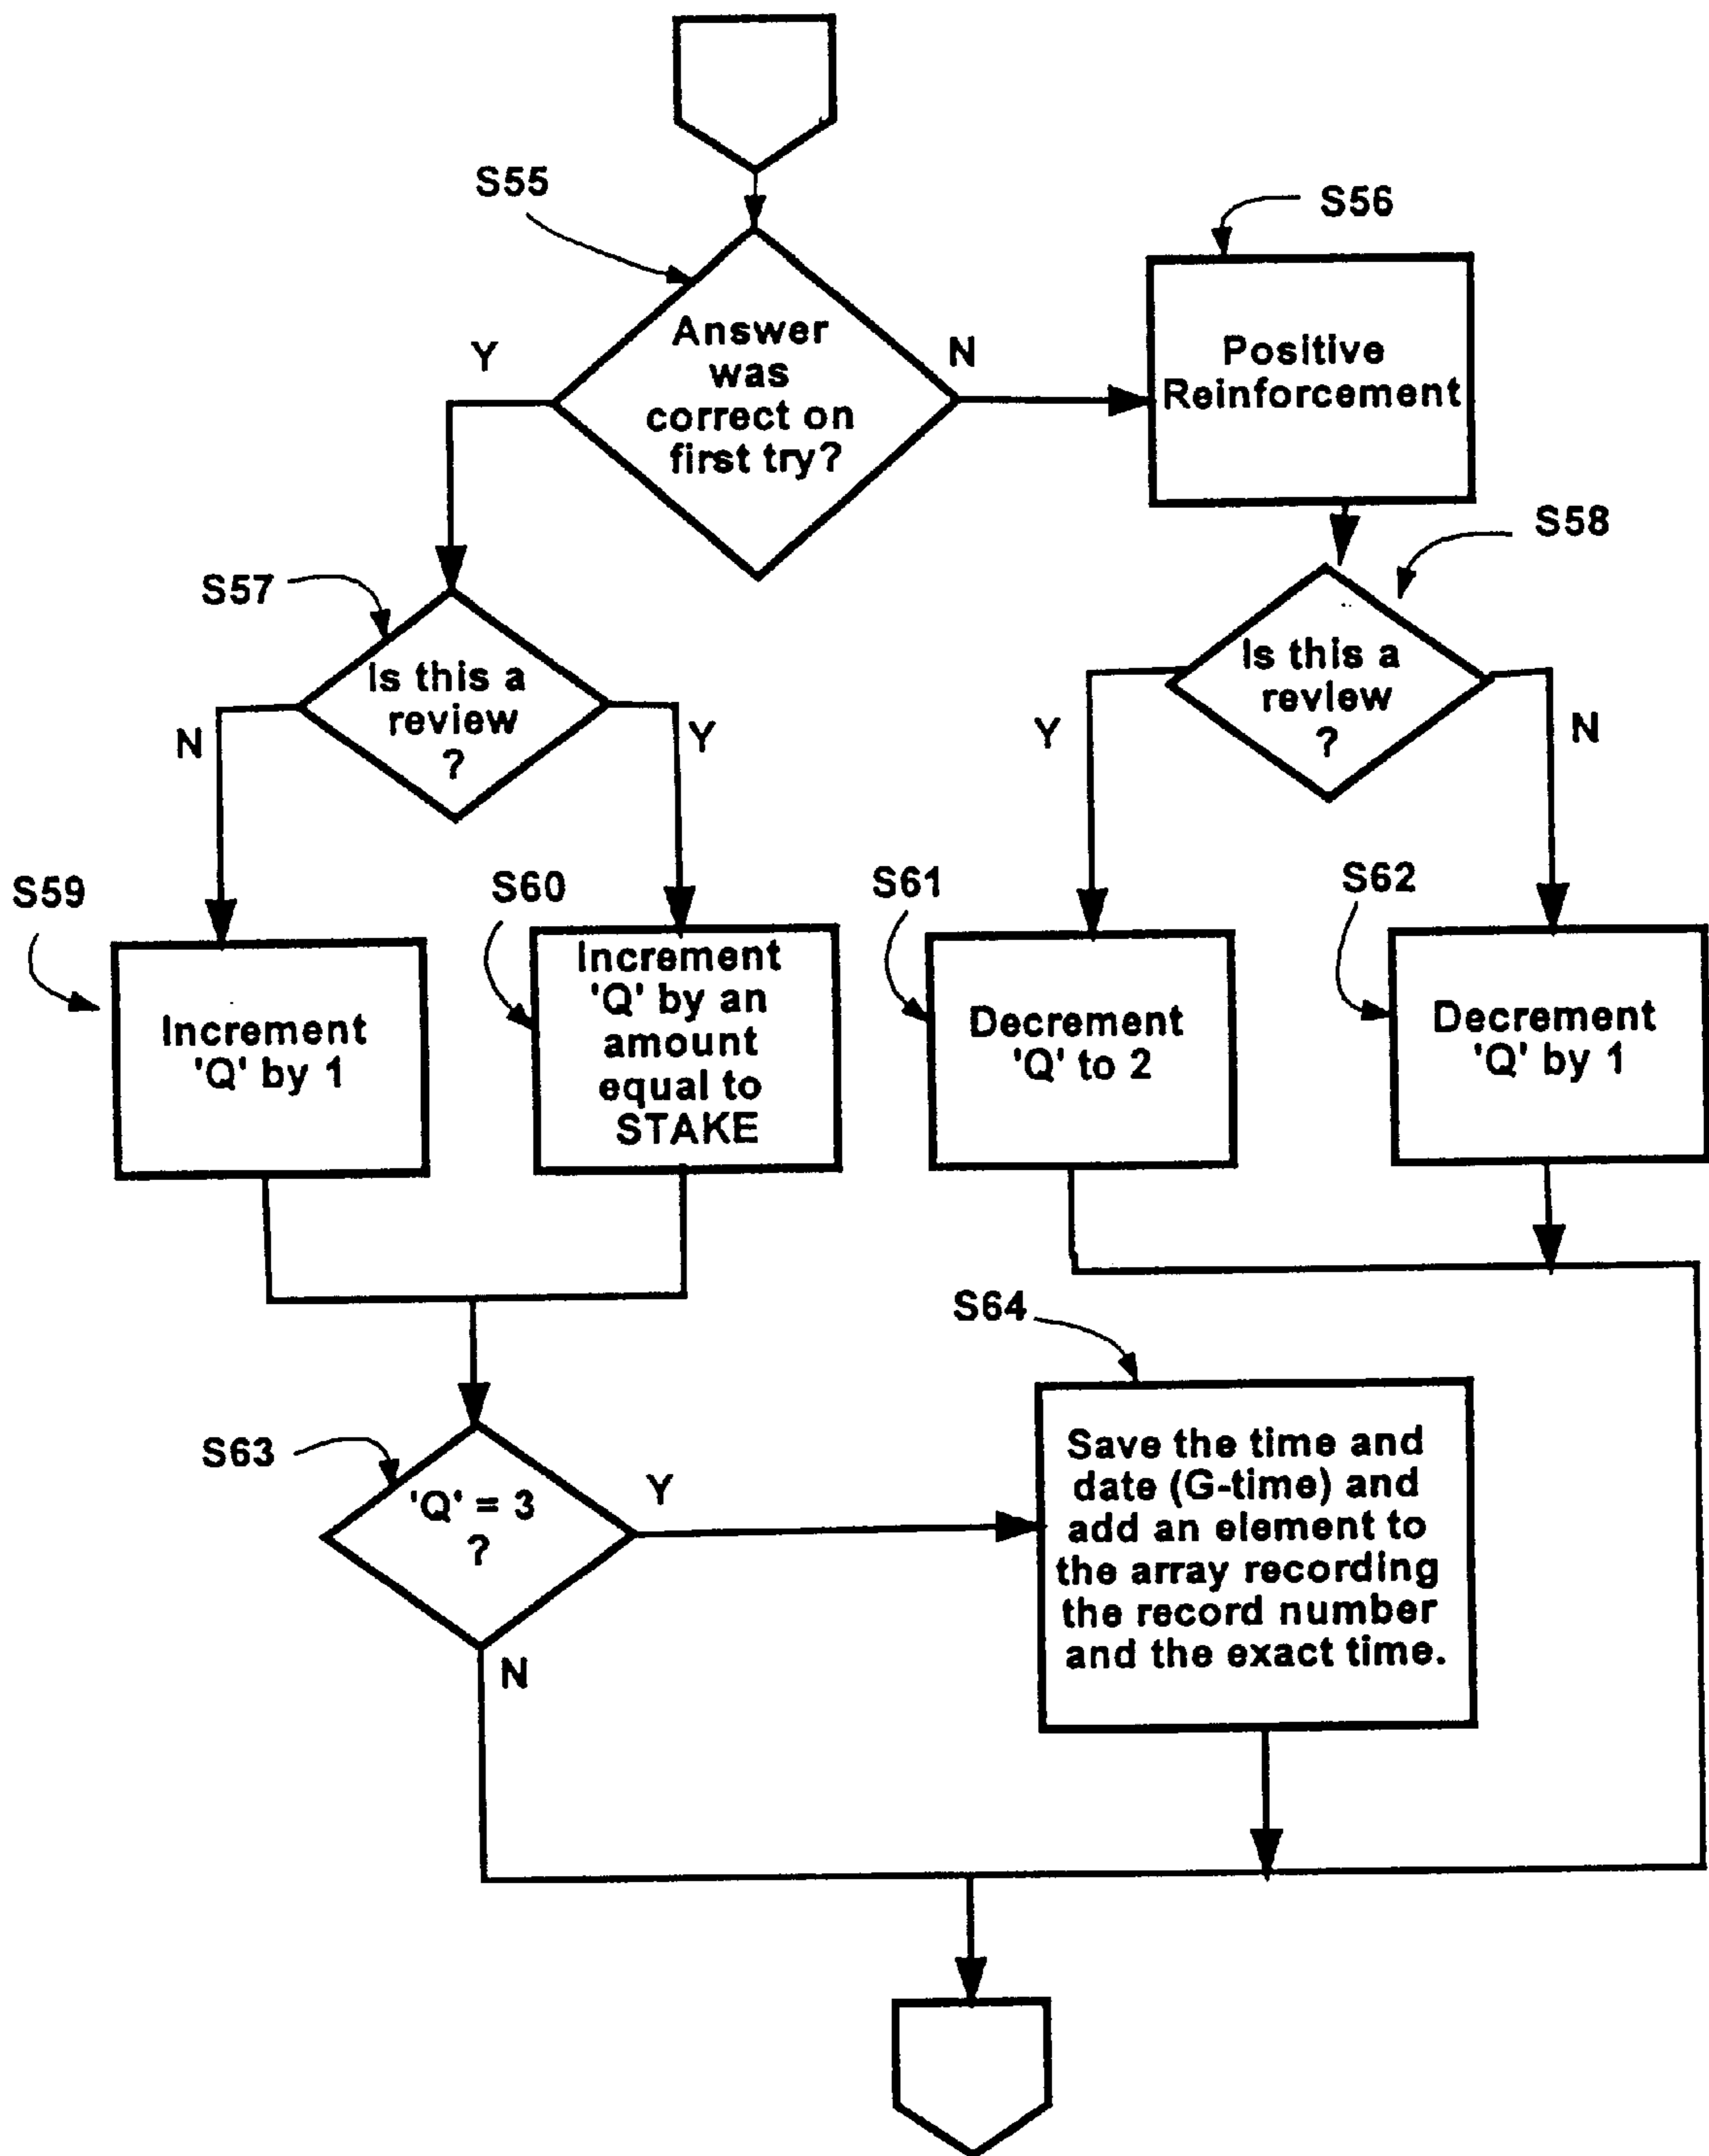 S55
S56
Answer
was
correct on
first try?
Y
N
Positive
Reinforcement
S57
S58
Is this a
review
?
N
Y
Is this a
review
?
Y
N
S59
S60
S61
S62
Increment
'Q' by 1
Increment
'Q' by an
amount
equal to
STAKE
Decrement
'Q' to 2
Decrement
'Q' by 1
S63
S64
'Q' = 3
?
Y
N
Save the time and
date (G-time) and
add an element to
the array recording
the record number
and the exact time.